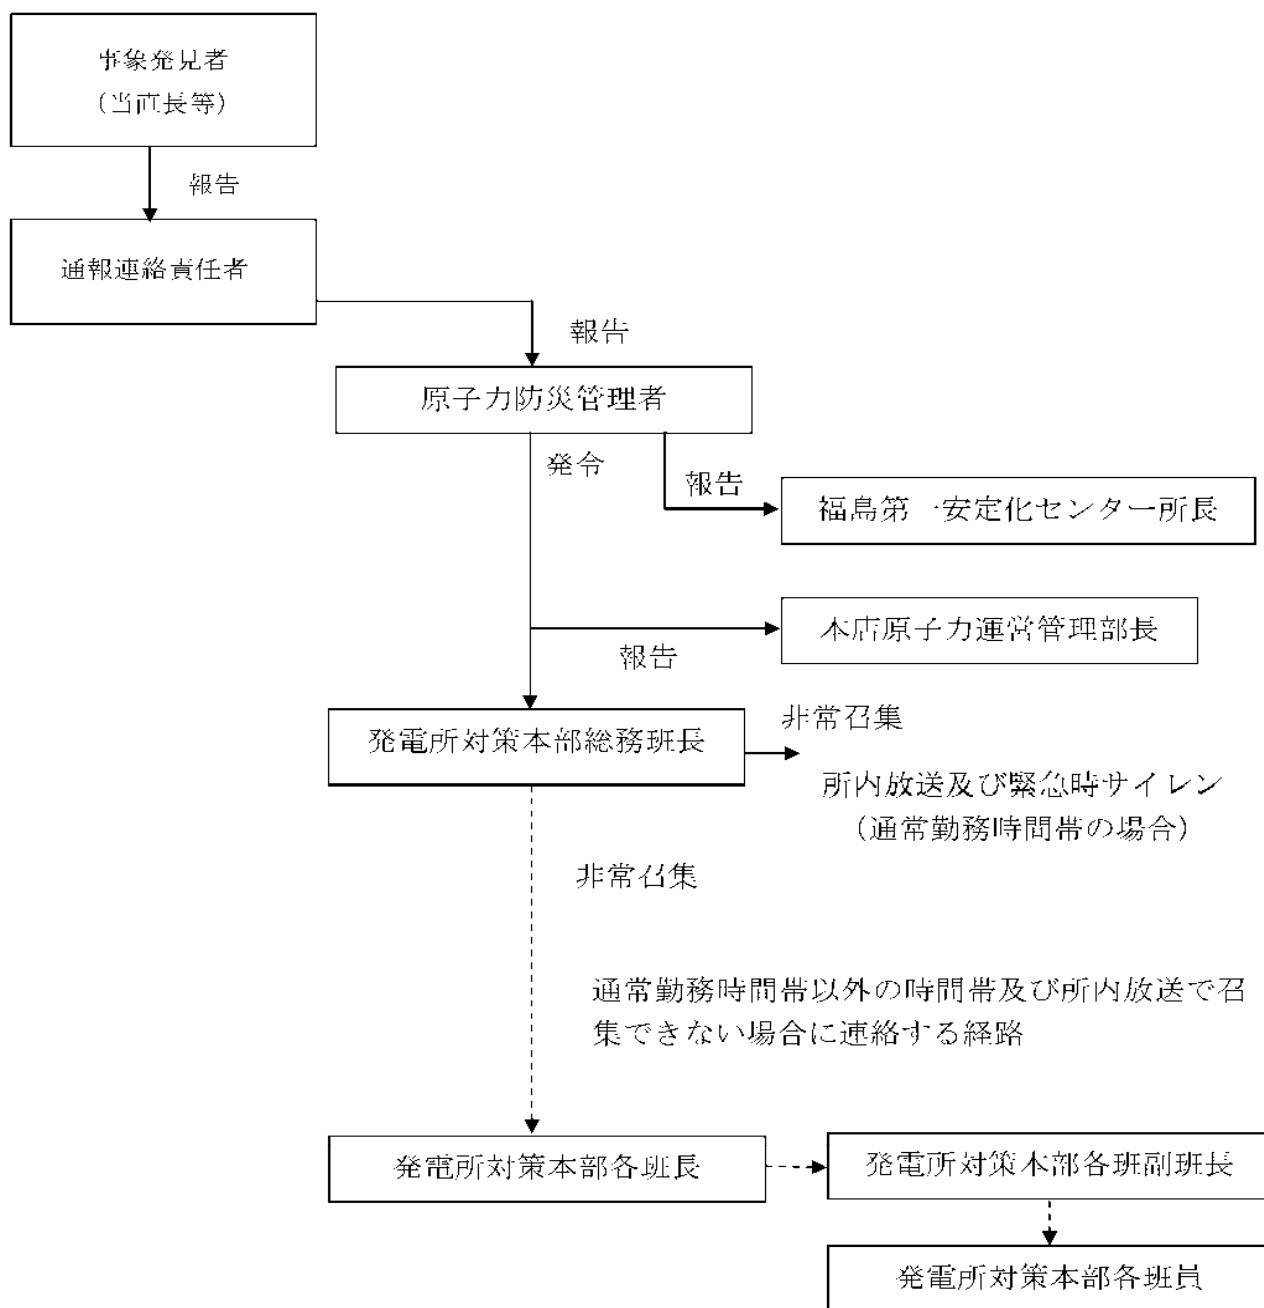 事象発見者
(当直長等)
報告
通報連絡責任者
報告
原子力防災管理者
発令
報告
福島第一安定化センター所長
本店原子力運営管理部長
報告
発電所対策本部総務班長
非常召集
所内放送及び緊急時サイレン
(通常勤務時間帯の場合)
非常召集
通常勤務時間帯以外の時間帯及び所内放送で召
集できない場合に連絡する経路
発電所対策本部各班長
発電所対策本部各班副班長
発電所対策本部各班員